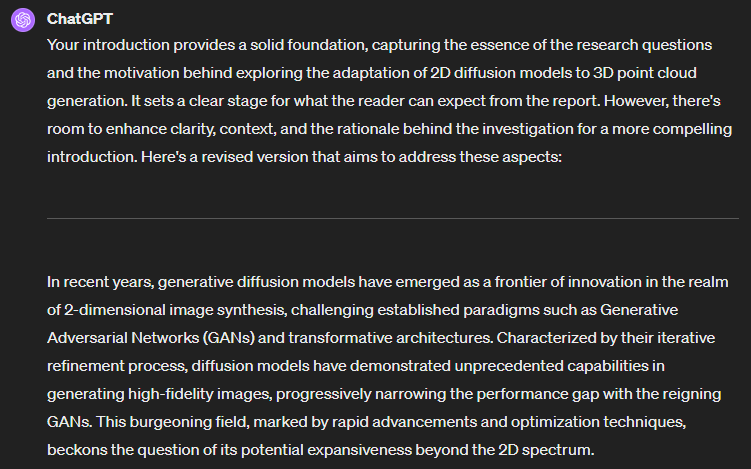 ChatGPT
Your introduction provides a solid foundation, capturing the essence of the research questions
and the motivation behind exploring the adaptation of 2D diffusion models to 3D point cloud
generation. It sets a clear stage for what the reader can expect from the report. However, there's
room to enhance clarity, context, and the rationale behind the investigation for a more compelling
introduction. Here's a revised version that aims to address these aspects:
In recent years, generative diffusion models have emerged as a frontier of innovation in the realm
of 2-dimensional image synthesis, challenging established paradigms such as Generative
Adversarial Networks (GANs) and transformative architectures. Characterized by their iterative
refinement process, diffusion models have demonstrated unprecedented capabilities in
generating high-fidelity images, progressively narrowing the performance gap with the reigning
GANs. This burgeoning field, marked by rapid advancements and optimization techniques,
beckons the question of its potential expansiveness beyond the 2D spectrum.